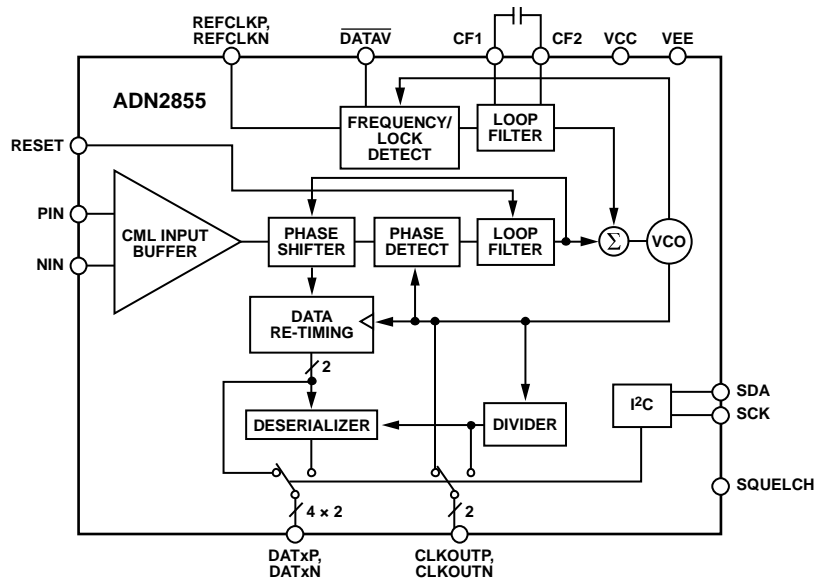 REFCLKP,
REFCLKN
DATAV
CF1
CF2
VCC
VEE
ADN2855
FREQUENCY/
LOCK
DETECT
LOOP
FILTER
RESET
PIN
NIN
CML INPUT
BUFFER
PHASE
SHIFTER
PHASE
DETECT
LOOP
FILTER
Σ
VCO
DATA
RE-TIMING
2
DESERIALIZER
DIVIDER
I²C
SDA
SCK
SQUELCH
4 × 2
2
DATxP,
DATxN
CLKOUTP,
CLKOUTN